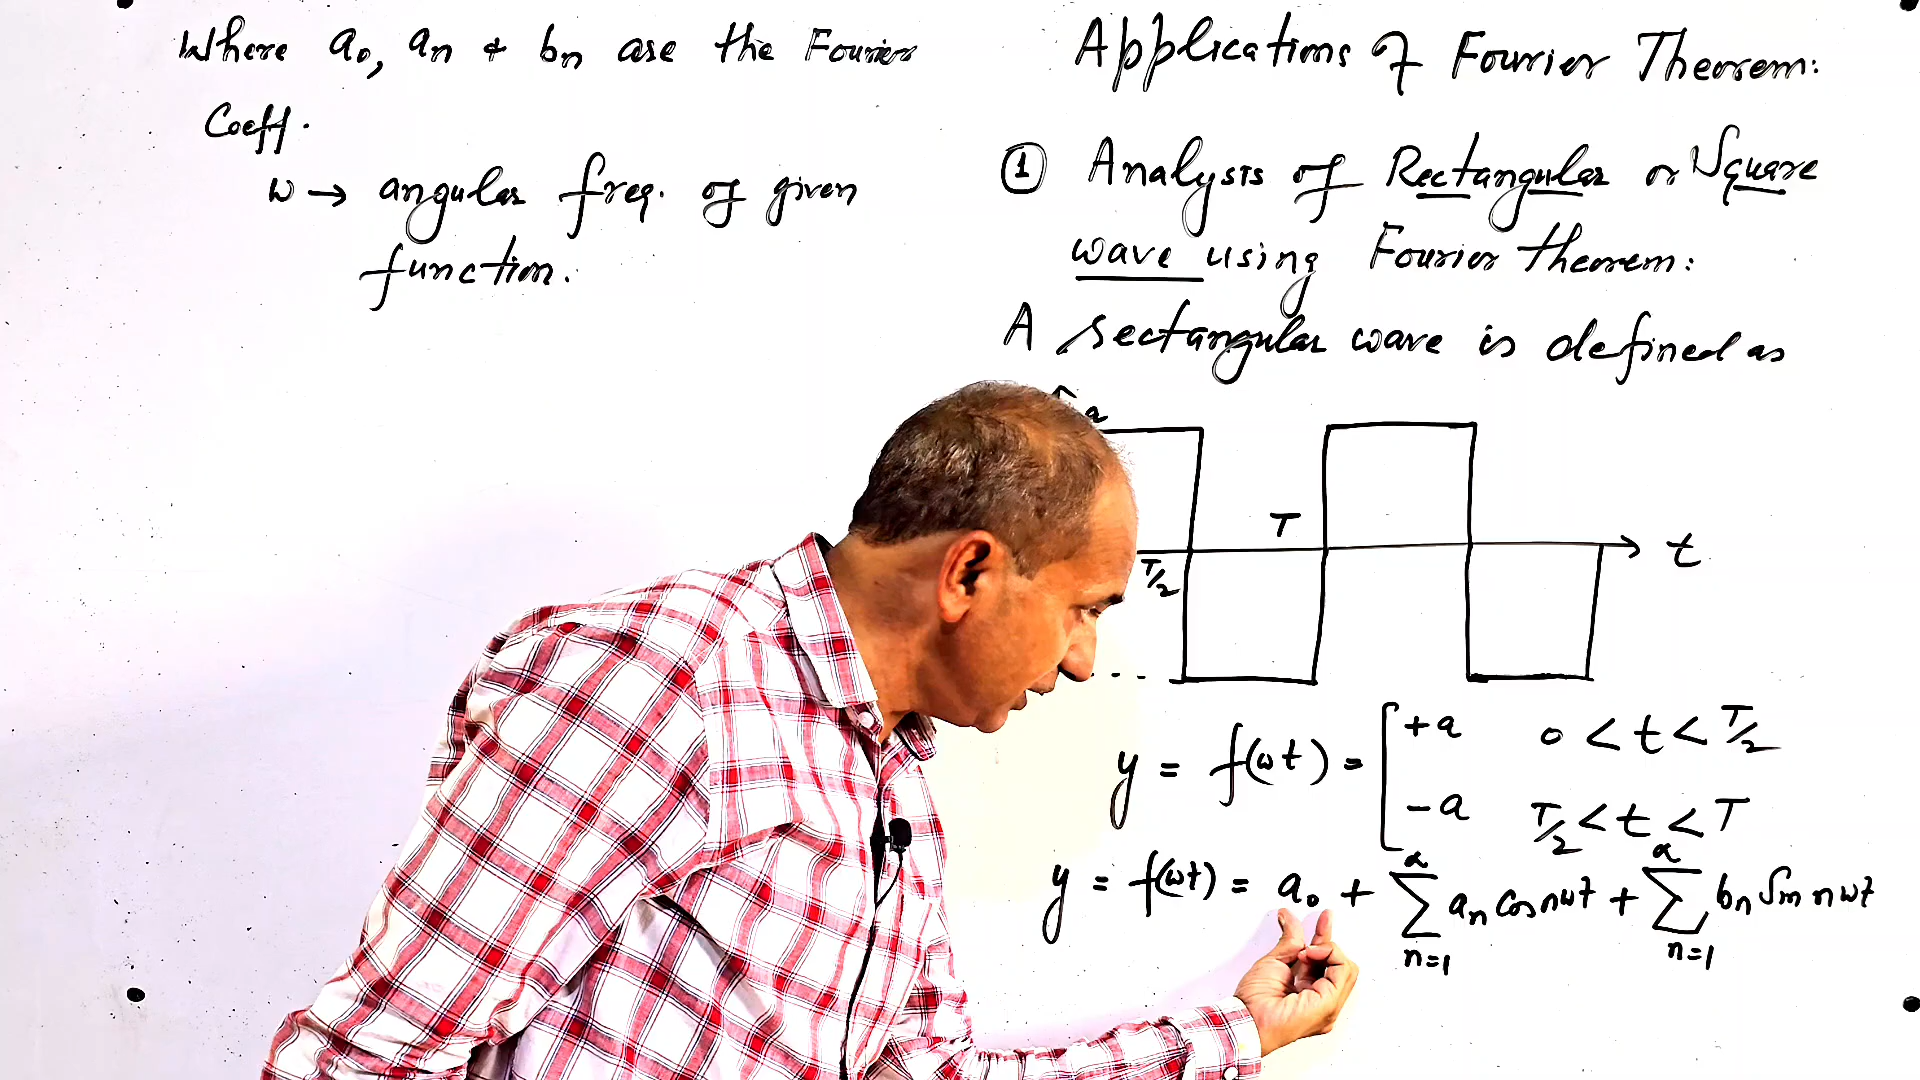 Where a₀, aₙ & bₙ are the Fourier
Coeff.
ω → angular freq. of given
function.
Applications of Fourier Theorem:
① Analysis of Rectangular or Square
wave using Fourier theorem:
A rectangular wave is defined as
a
T
t
T/2
y = f(ωt) = [ +a 0 < t < T/2
-a T/2 < t < T
y = f(ωt) = a₀ + ∑ₙ₌₁^α aₙ cos nωt + ∑ₙ₌₁^α bₙ Sin nωt